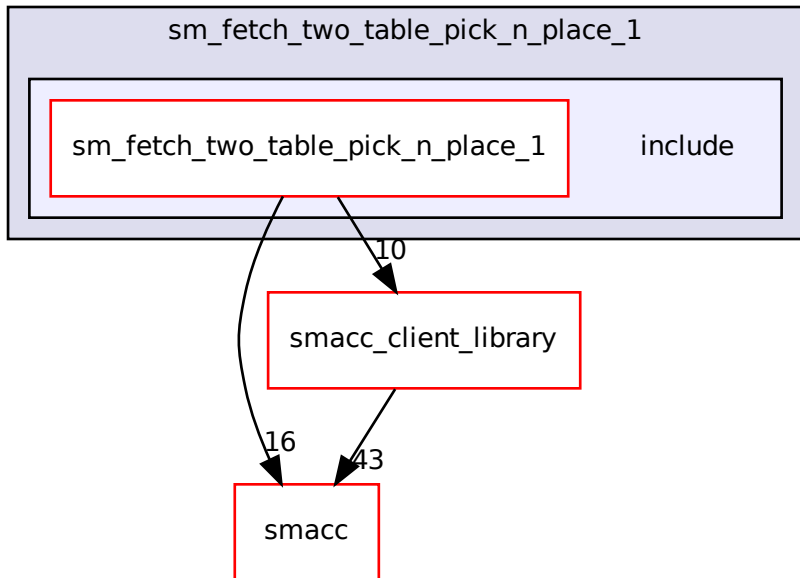 sm_fetch_two_table_pick_n_place_1
sm_fetch_two_table_pick_n_place_1
include
10
smacc_client_library
16
43
smacc